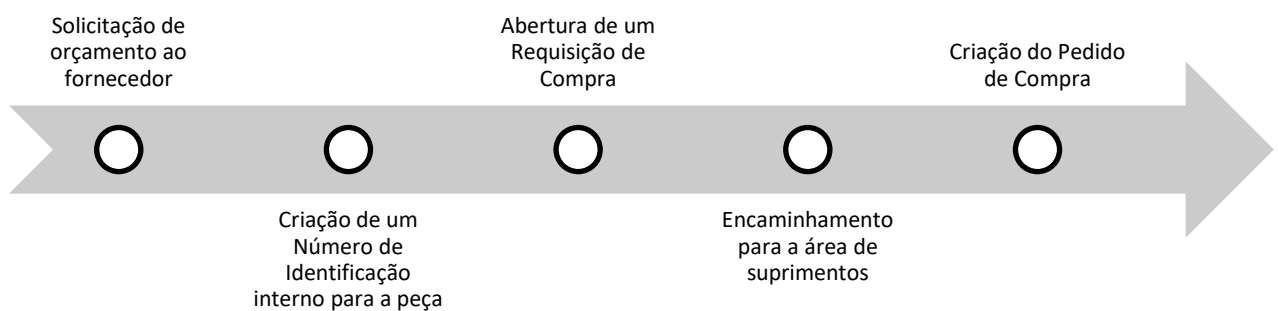 Solicitação de
orçamento ao
fornecedor
Criação de um
Número de
Identificação
interno para a peça
Abertura de um
Requisição de
Compra
Encaminhamento
para a área de
suprimentos
Criação do Pedido
de Compra